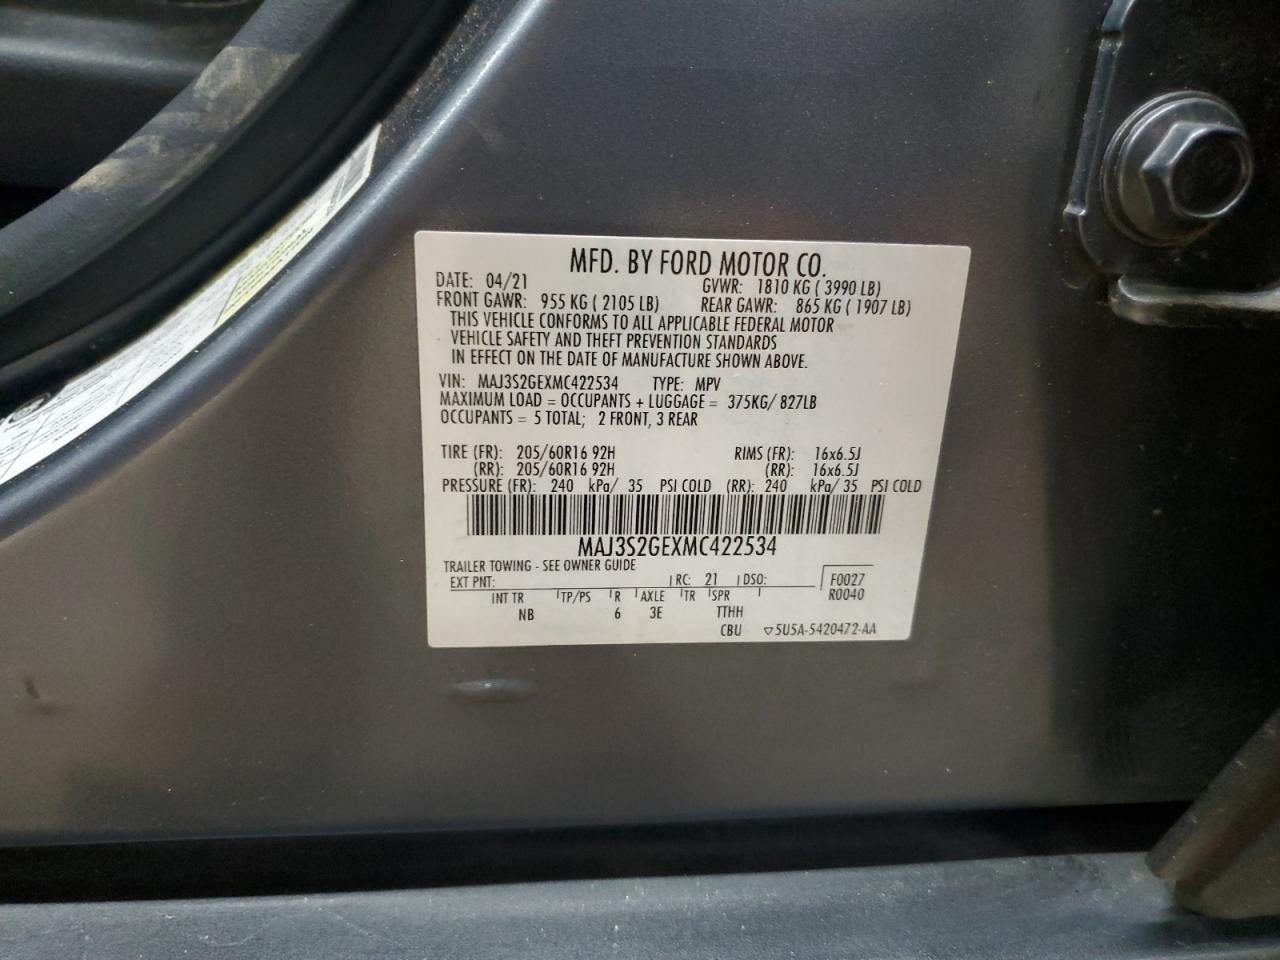 MFD. BY FORD MOTOR CO.
DATE: 04/21 GVWR: 1810 KG ( 3990 LB)
FRONT GAWR: 955 KG ( 2105 LB) REAR GAWR: 865 KG ( 1907 LB)
THIS VEHICLE CONFORMS TO ALL APPLICABLE FEDERAL MOTOR
VEHICLE SAFETY AND THEFT PREVENTION STANDARDS
IN EFFECT ON THE DATE OF MANUFACTURE SHOWN ABOVE.
VIN: MAJ3S2GEXMC422534 TYPE: MPV
MAXIMUM LOAD = OCCUPANTS + LUGGAGE = 375KG/ 827LB
OCCUPANTS = 5 TOTAL; 2 FRONT, 3 REAR
TIRE (FR): 205/60R16 92H RIMS (FR): 16x6.5J
(RR): 205/60R16 92H (RR): 16x6.5J
PRESSURE (FR): 240 kPa/ 35 PSI COLD (RR): 240 kPa/ 35 PSI COLD
MAJ3S2GEXMC422534
TRAILER TOWING - SEE OWNER GUIDE
EXT PNT: RC: 21 DSO: F0027
R0040
INT TR TP/PS R AXLE TR SPR
NB 6 3E TTHH
CBU ▽5U5A-5420472-AA